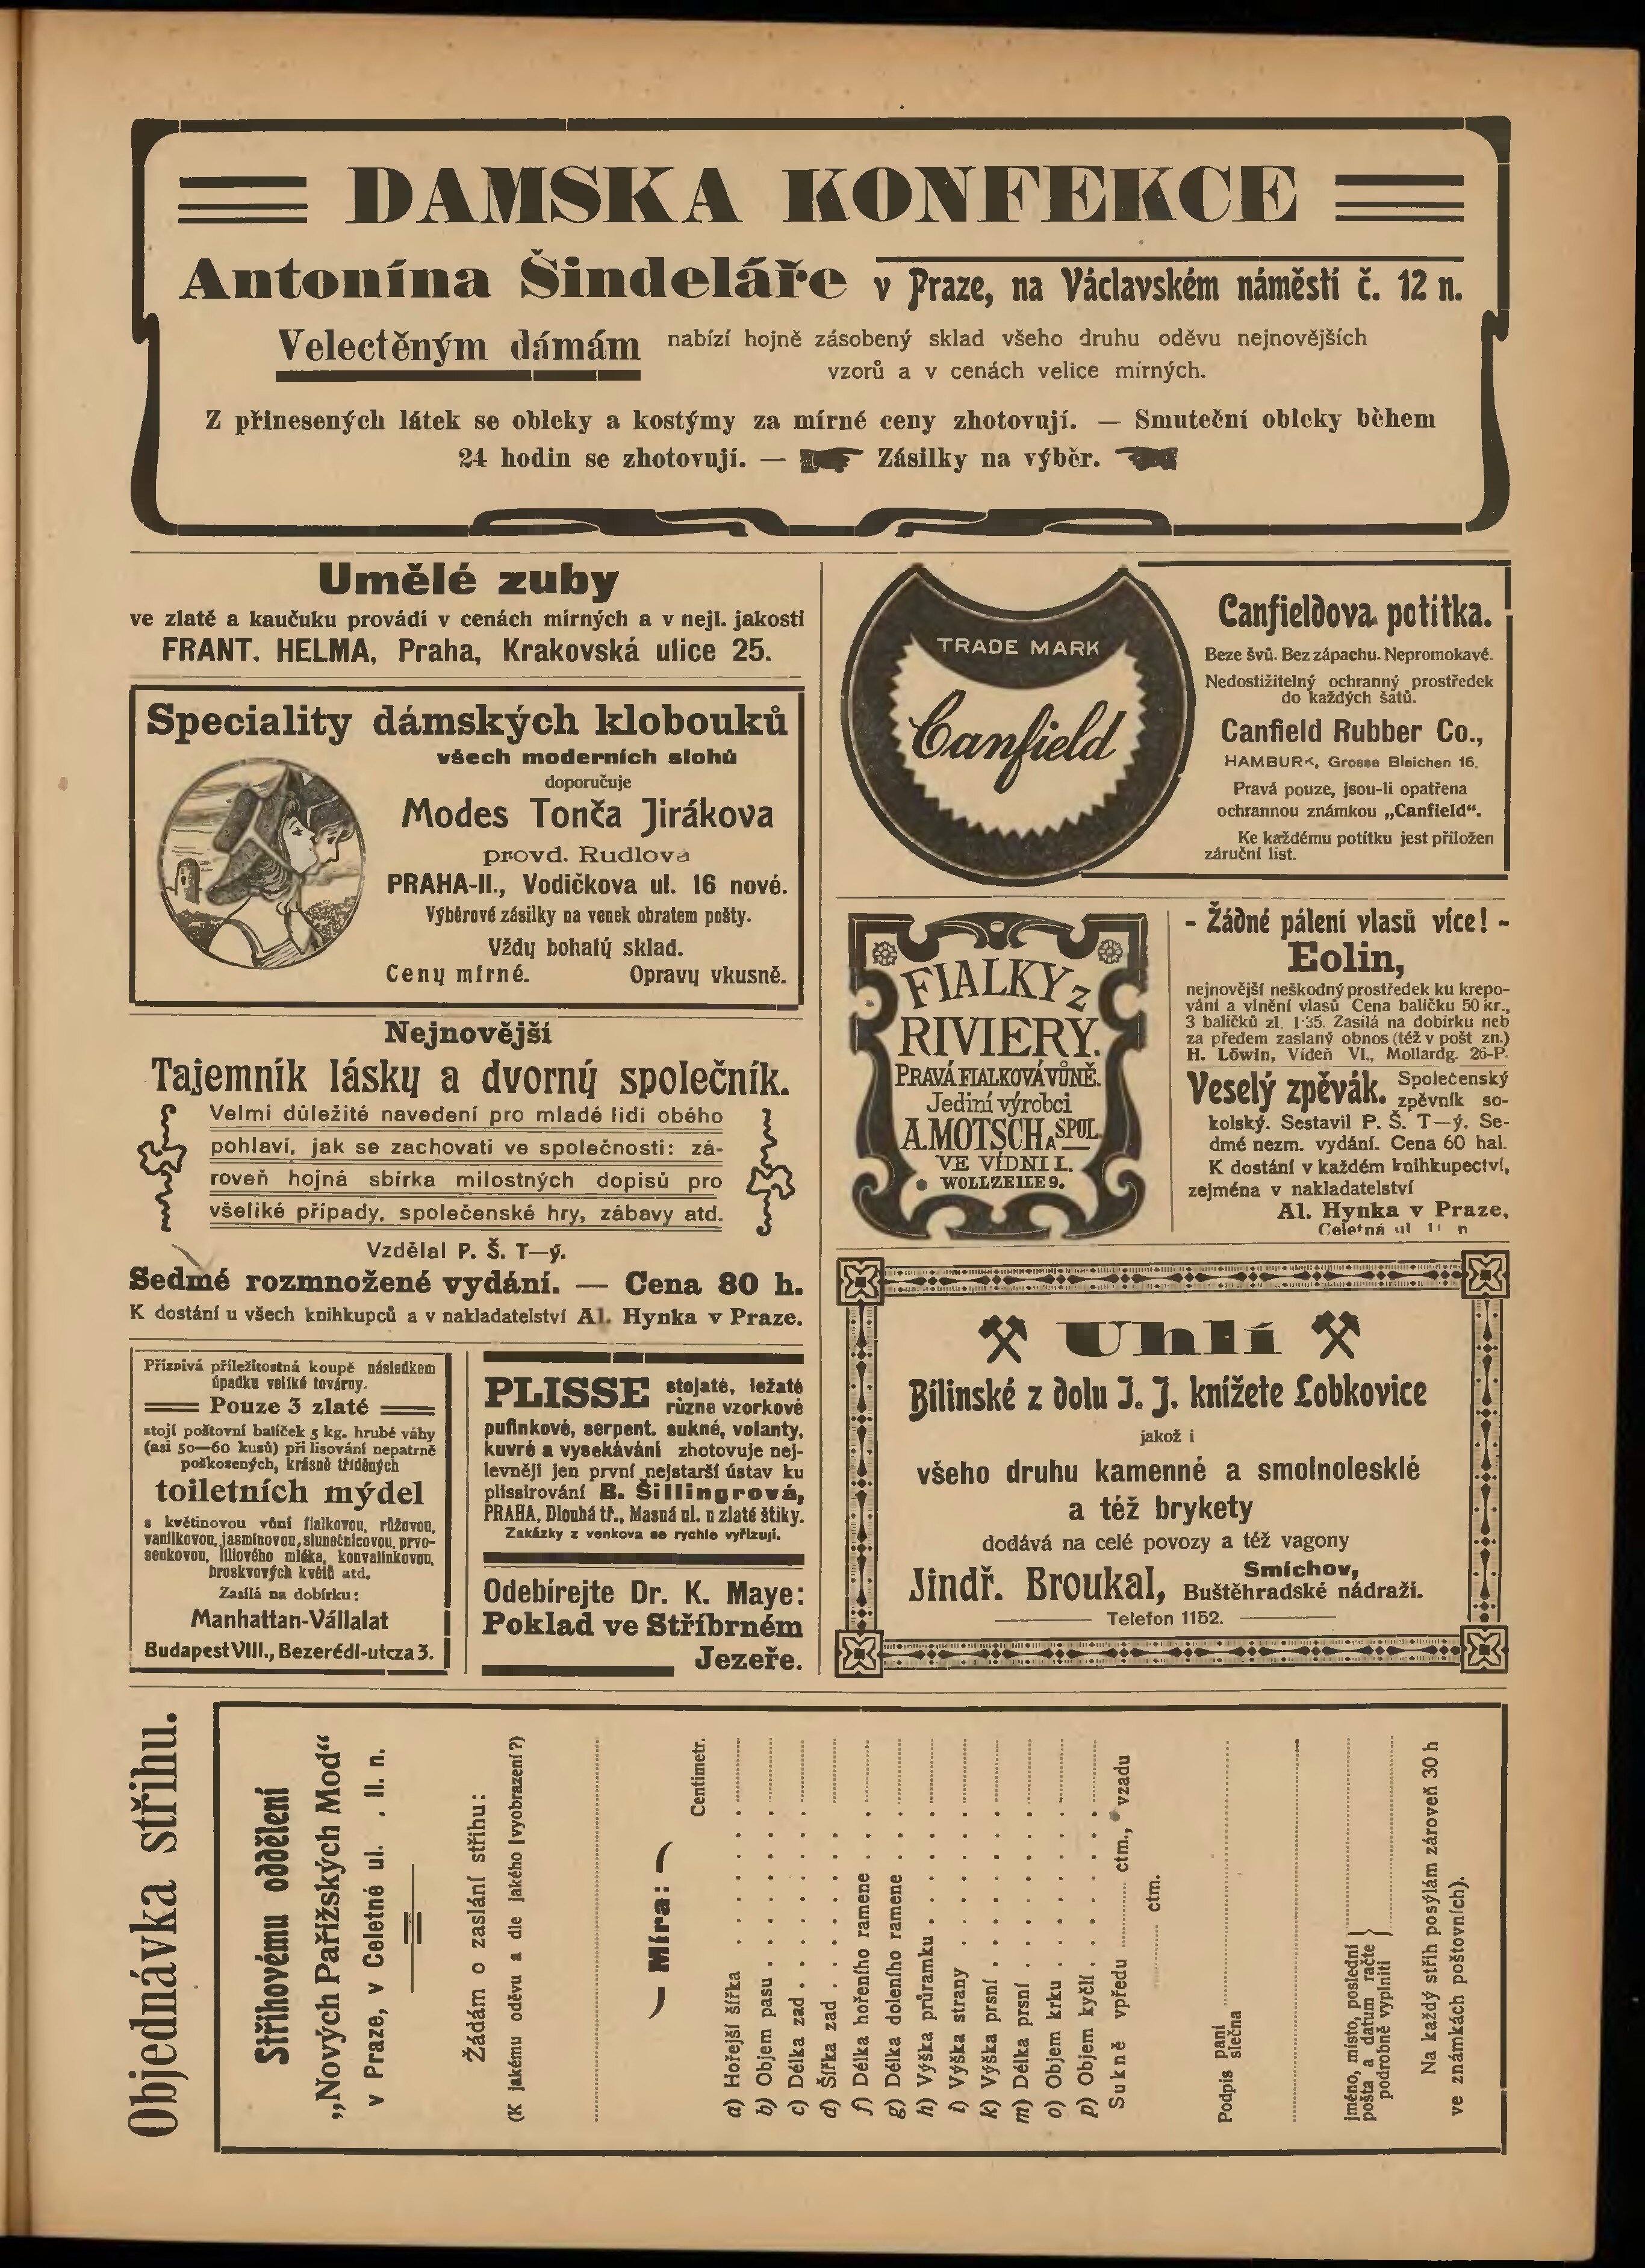 DAMSKA KONFEKCE
Antonína Šindeláře v Praze, na Václavském náměstí č. 12 n.
Velectěným dámám nabízí hojně zásobený sklad všeho druhu oděvu nejnovějších
vzorů a v cenách velice mírných.
Z přinesených látek se obleky a kostýmy za mírné ceny zhotovují. — Smuteční obleky během
24 hodin se zhotovují. — Zásilky na výběr.
Umělé zuby
ve zlatě a kaučuku provádí v cenách mírných a v nejl. jakosti
FRANT. HELMA, Praha, Krakovská ulice 25.
Speciality dámských klobouků
všech moderních slohů
doporučuje
Modes Tonča Jirákova
provd. Rudlova
PRAHA-II., Vodičkova ul. 16 nové.
Výběrové zásilky na venek obratem pošty.
Vždy bohatý sklad.
Ceny mírné. Opravy vkusně.
Nejnovější
Tajemník lásky a dvorný společník.
Velmi důležité navedení pro mladé lidi obého
pohlaví, jak se zachovati ve společnosti: zá-
roveň hojná sbírka milostných dopisů pro
všeliké případy, společenské hry, zábavy atd.
Vzdělal P. Š. T—ý.
Sedmé rozmnožené vydání. — Cena 80 h.
K dostání u všech knihkupců a v nakladatelství Al. Hynka v Praze.
Přízpivá příležitostná koupě následkem
úpadku veliké továrny.
Pouze 3 zlaté
stojí poštovní balíček 5 kg. hrubé váhy
(asi 50—60 kusů) při lisování nepatrně
poškozených, krásně tříděných
toiletních mýdel
s květinovou vůní fialkovou, růžovou,
vanilkovou, jasmínovou, slunečnicovou, prvo-
senkovou, liliového mléka, konvalinkovou,
broskvových květů atd.
Zasílá na dobírku:
Manhattan-Vállalat
Budapest VIII., Bezerédi-utcza 3.
PLISSE stojaté, ležaté
různe vzorkové
pufinkové, serpent. sukně, volanty,
kuvré a vysekávání zhotovuje nej-
levněji jen první nejstarší ústav ku
plissirování B. Šillingrová,
PRAHA, Dlouhá tř., Masná ul. n zlaté štiky.
Zakázky z venkova se rychle vyřizují.
Odebírejte Dr. K. Maye:
Poklad ve Stříbrném
Jezeře.
TRADE MARK
Canfield
Canfieldova potítka.
Beze švů. Bez zápachu. Nepromokavé.
Nedostižitelný ochranný prostředek
do každých šatů.
Canfield Rubber Co.,
HAMBURK, Grosse Bleichen 16.
Pravá pouze, jsou-li opatřena
ochrannou známkou „Canfield“.
Ke každému potítku jest přiložen
záruční list.
FIALKY z
RIVIERY.
PRAVÁ FIALKOVÁ VŮNĚ.
Jediní výrobci
A. MOTSCH A SPOL.
VE VÍDNI I.
WOLLZEILE 9.
- Žádné pálení vlasů více! -
Eolin,
nejnovější neškodný prostředek ku krepo-
vání a vlnění vlasů Cena balíčku 50 kr.,
3 balíčků zl. 1·35. Zasílá na dobírku neb
za předem zaslaný obnos (též v pošt zn.)
H. Löwin, Vídeň VI., Mollardg. 26-P.
Veselý zpěvák. Společenský
zpěvník so-
kolský. Sestavil P. Š. T—ý. Se-
dmé nezm. vydání. Cena 60 hal.
K dostání v každém knihkupectví,
zejména v nakladatelství
Al. Hynka v Praze,
Celetná ul
Uhlí
Bílinské z dolu J. J. knížete Lobkovice
jakož i
všeho druhu kamenné a smolnolesklé
a též brykety
dodává na celé povozy a též vagony
Jindř. Broukal, Smíchov,
Buštěhradské nádraží.
Telefon 1152.
Objednávka střihu.
Střihovému oddělení
„Nových Pařížských Mod“
v Praze, v Celetné ul. . 11. n.
Žádám o zaslání střihu:
(K jakému oděvu a dle jakého vyobrazení?)
Míra:
Centimetr.
a) Hořejší šířka
b) Objem pasu
c) Délka zad
d) Šířka zad
f) Délka hořeního ramene
g) Délka doleního ramene
h) Výška průramku
i) Výška strany
k) Výška prsní
m) Délka prsní
o) Objem krku
p) Objem kyčlí
Sukně vpředu ctm., vzadu
ctm.
Podpis paní
slečna
Jméno, místo, poslední
pošta a datum račte
podrobně vyplniti
Na každý střih posýlám zároveň 30 h
ve známkách poštovních).